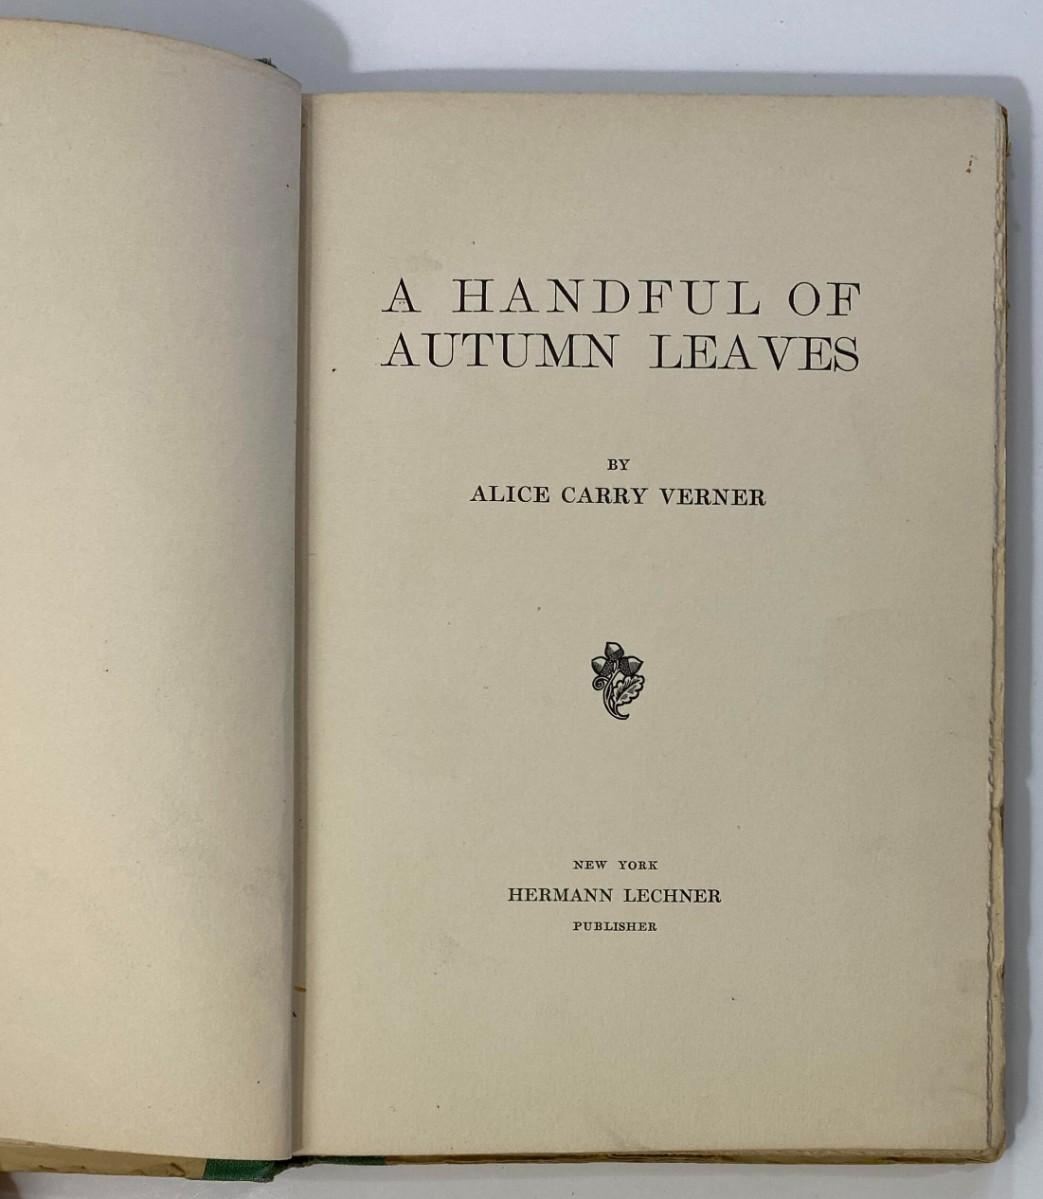 A HANDFUL OF
AUTUMN LEAVES
BY
ALICE CARRY VERNER
NEW YORK
HERMANN LECHNER
PUBLISHER